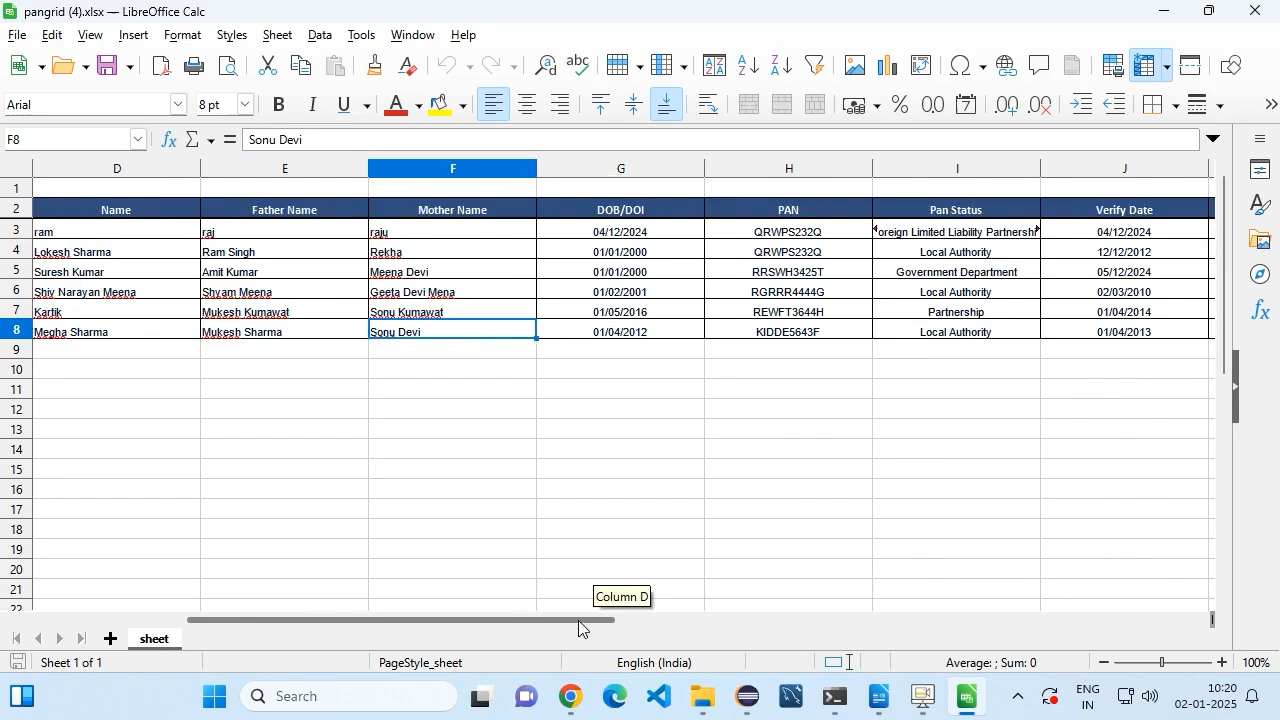 pangrid (4).xlsx — LibreOffice Calc
File Edit View Insert Format Styles Sheet Data Tools Window Help
Arial 8 pt
F8 Sonu Devi
D E F G H I J
1
2 Name Father Name Mother Name DOB/DOI PAN Pan Status Verify Date
3 ram raj raju 04/12/2024 QRWPS232Q oreign Limited Liability Partnersh 04/12/2024
4 Lokesh Sharma Ram Singh Rekha 01/01/2000 QRWPS232Q Local Authority 12/12/2012
5 Suresh Kumar Amit Kumar Meena Devi 01/01/2000 RRSWH3425T Government Department 05/12/2024
6 Shiv Narayan Meena Shyam Meena Geeta Devi Mena 01/02/2001 RGRRR4444G Local Authority 02/03/2010
7 Kartik Mukesh Kumawat Sonu Kumawat 01/05/2016 REWFT3644H Partnership 01/04/2014
8 Megha Sharma Mukesh Sharma Sonu Devi 01/04/2012 KIDDE5643F Local Authority 01/04/2013
9
10
11
12
13
14
15
16
17
18
19
20
21
22
Column D
sheet
Sheet 1 of 1 PageStyle_sheet English (India) Average: ; Sum: 0 100%
Search ENG 10:20
IN 02-01-2025